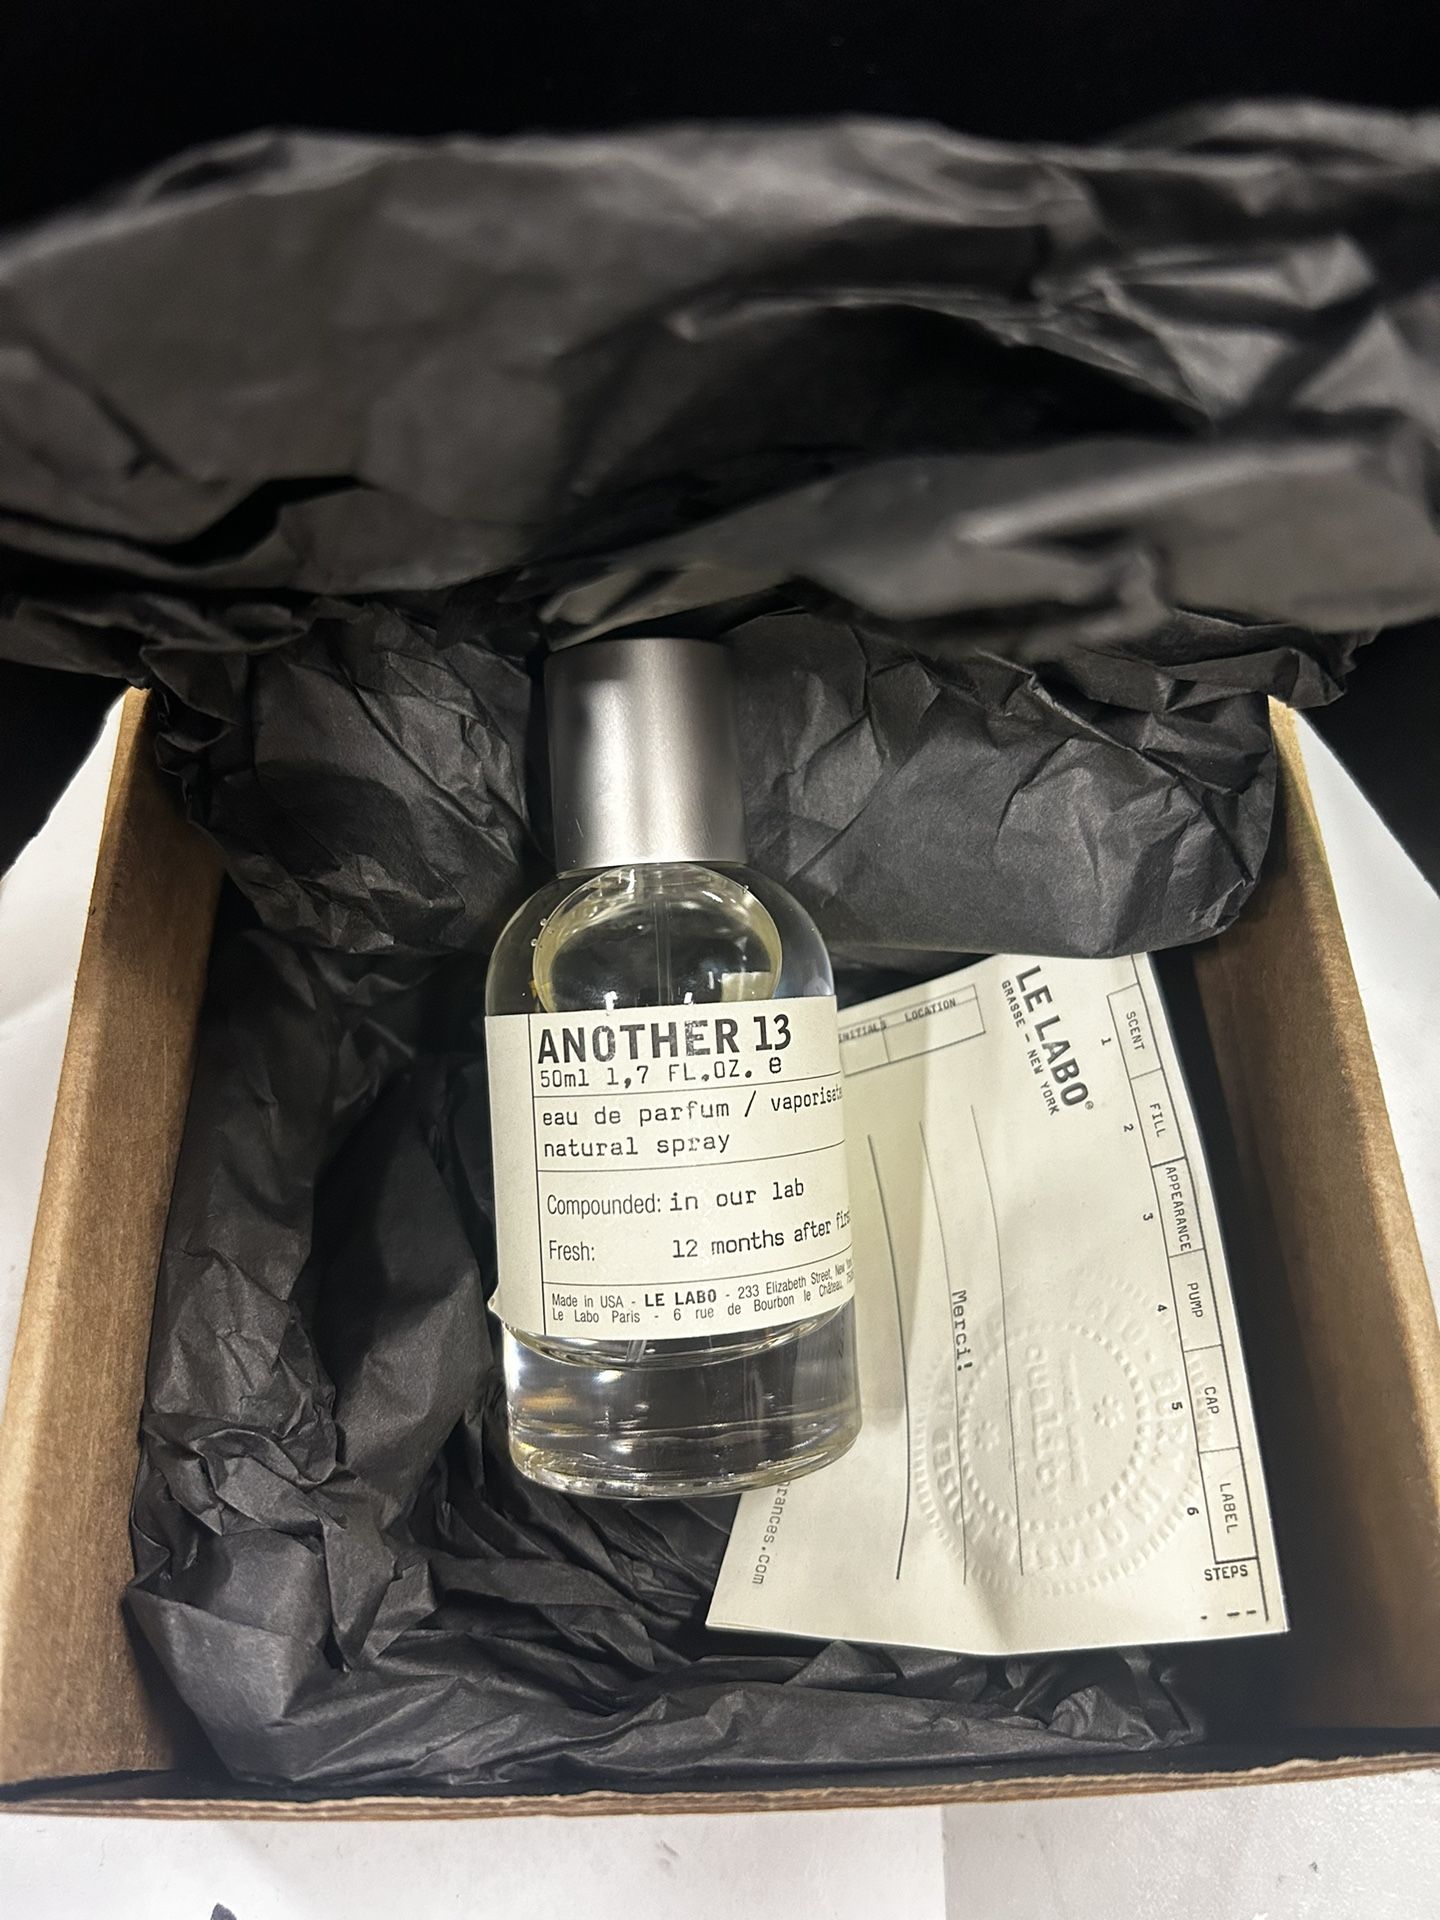 ANOTHER 13
50ml 1,7 FL.OZ. e
eau de parfum / vaporisate
natural spray
Compounded: in our lab
Fresh: 12 months after firs
Made in USA - LE LABO - 233 Elizabeth Street, New York
Le Labo Paris - 6 rue de Bourbon le Château,
LE LABO®
GRASSE – NEW YORK
INITIALS LOCATION
SCENT FILL APPEARANCE PUMP CAP LABEL
1 2 3 4 5 6
STEPS
Merci!
rances.com